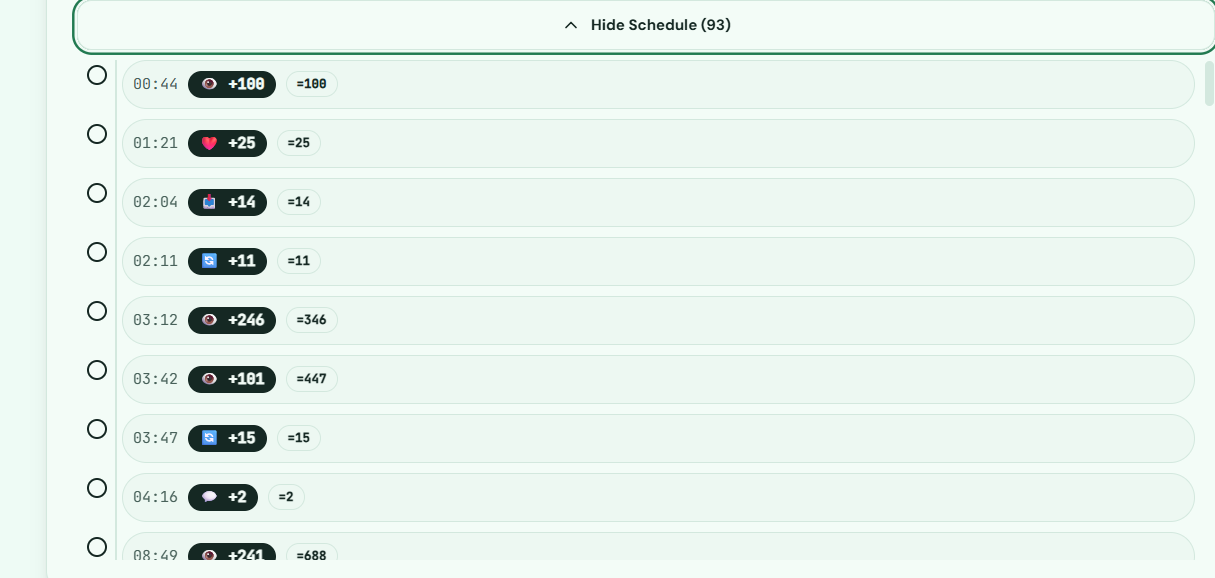 Hide Schedule (93)
00:44 +100 =100
01:21 +25 =25
02:04 +14 =14
02:11 +11 =11
03:12 +246 =346
03:42 +101 =447
03:47 +15 =15
04:16 +2 =2
08:49 +241 =688